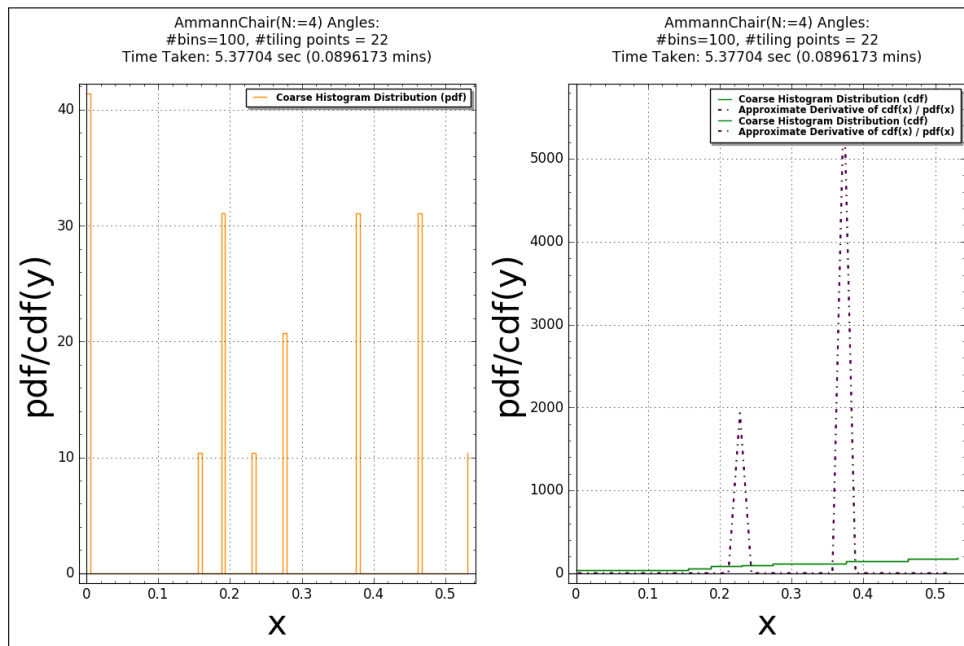 AmmannChair(N:=4) Angles:
#bins=100, #tiling points = 22
Time Taken: 5.37704 sec (0.0896173 mins)
Coarse Histogram Distribution (pdf)
pdf/cdf(y)
40
30
20
10
0
0
0.1
0.2
0.3
0.4
0.5
x
AmmannChair(N:=4) Angles:
#bins=100, #tiling points = 22
Time Taken: 5.37704 sec (0.0896173 mins)
Coarse Histogram Distribution (cdf)
Approximate Derivative of cdf(x) / pdf(x)
Coarse Histogram Distribution (cdf)
Approximate Derivative of cdf(x) / pdf(x)
pdf/cdf(y)
5000
4000
3000
2000
1000
0
0
0.1
0.2
0.3
0.4
0.5
x